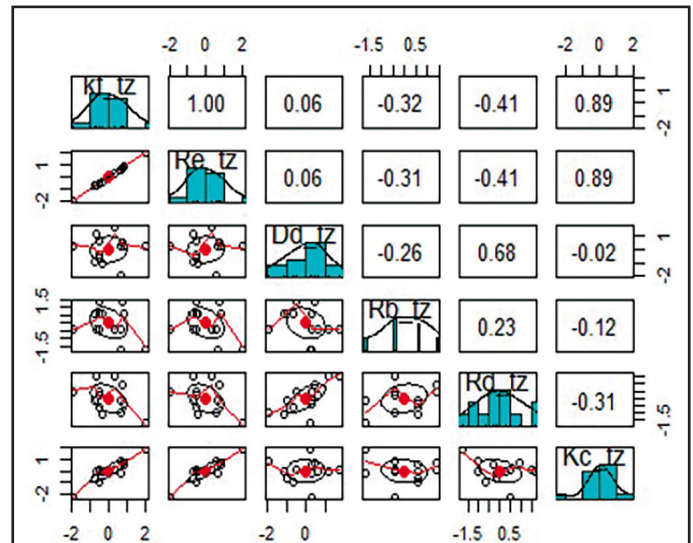 -2 0 2 -1.5 0.5 -2 0 2
kf_tz 1.00 0.06 -0.32 -0.41 0.89 -2 1
-2 1 Re_tz 0.06 -0.31 -0.41 0.89
Dd_tz -0.26 0.68 -0.02 -2 1
-1.5 1.5 Rb_tz 0.23 -0.12
Rd_tz -0.31 -1.5
-2 1 Kc_tz
-2 0 2 -2 0 -1.5 0.5